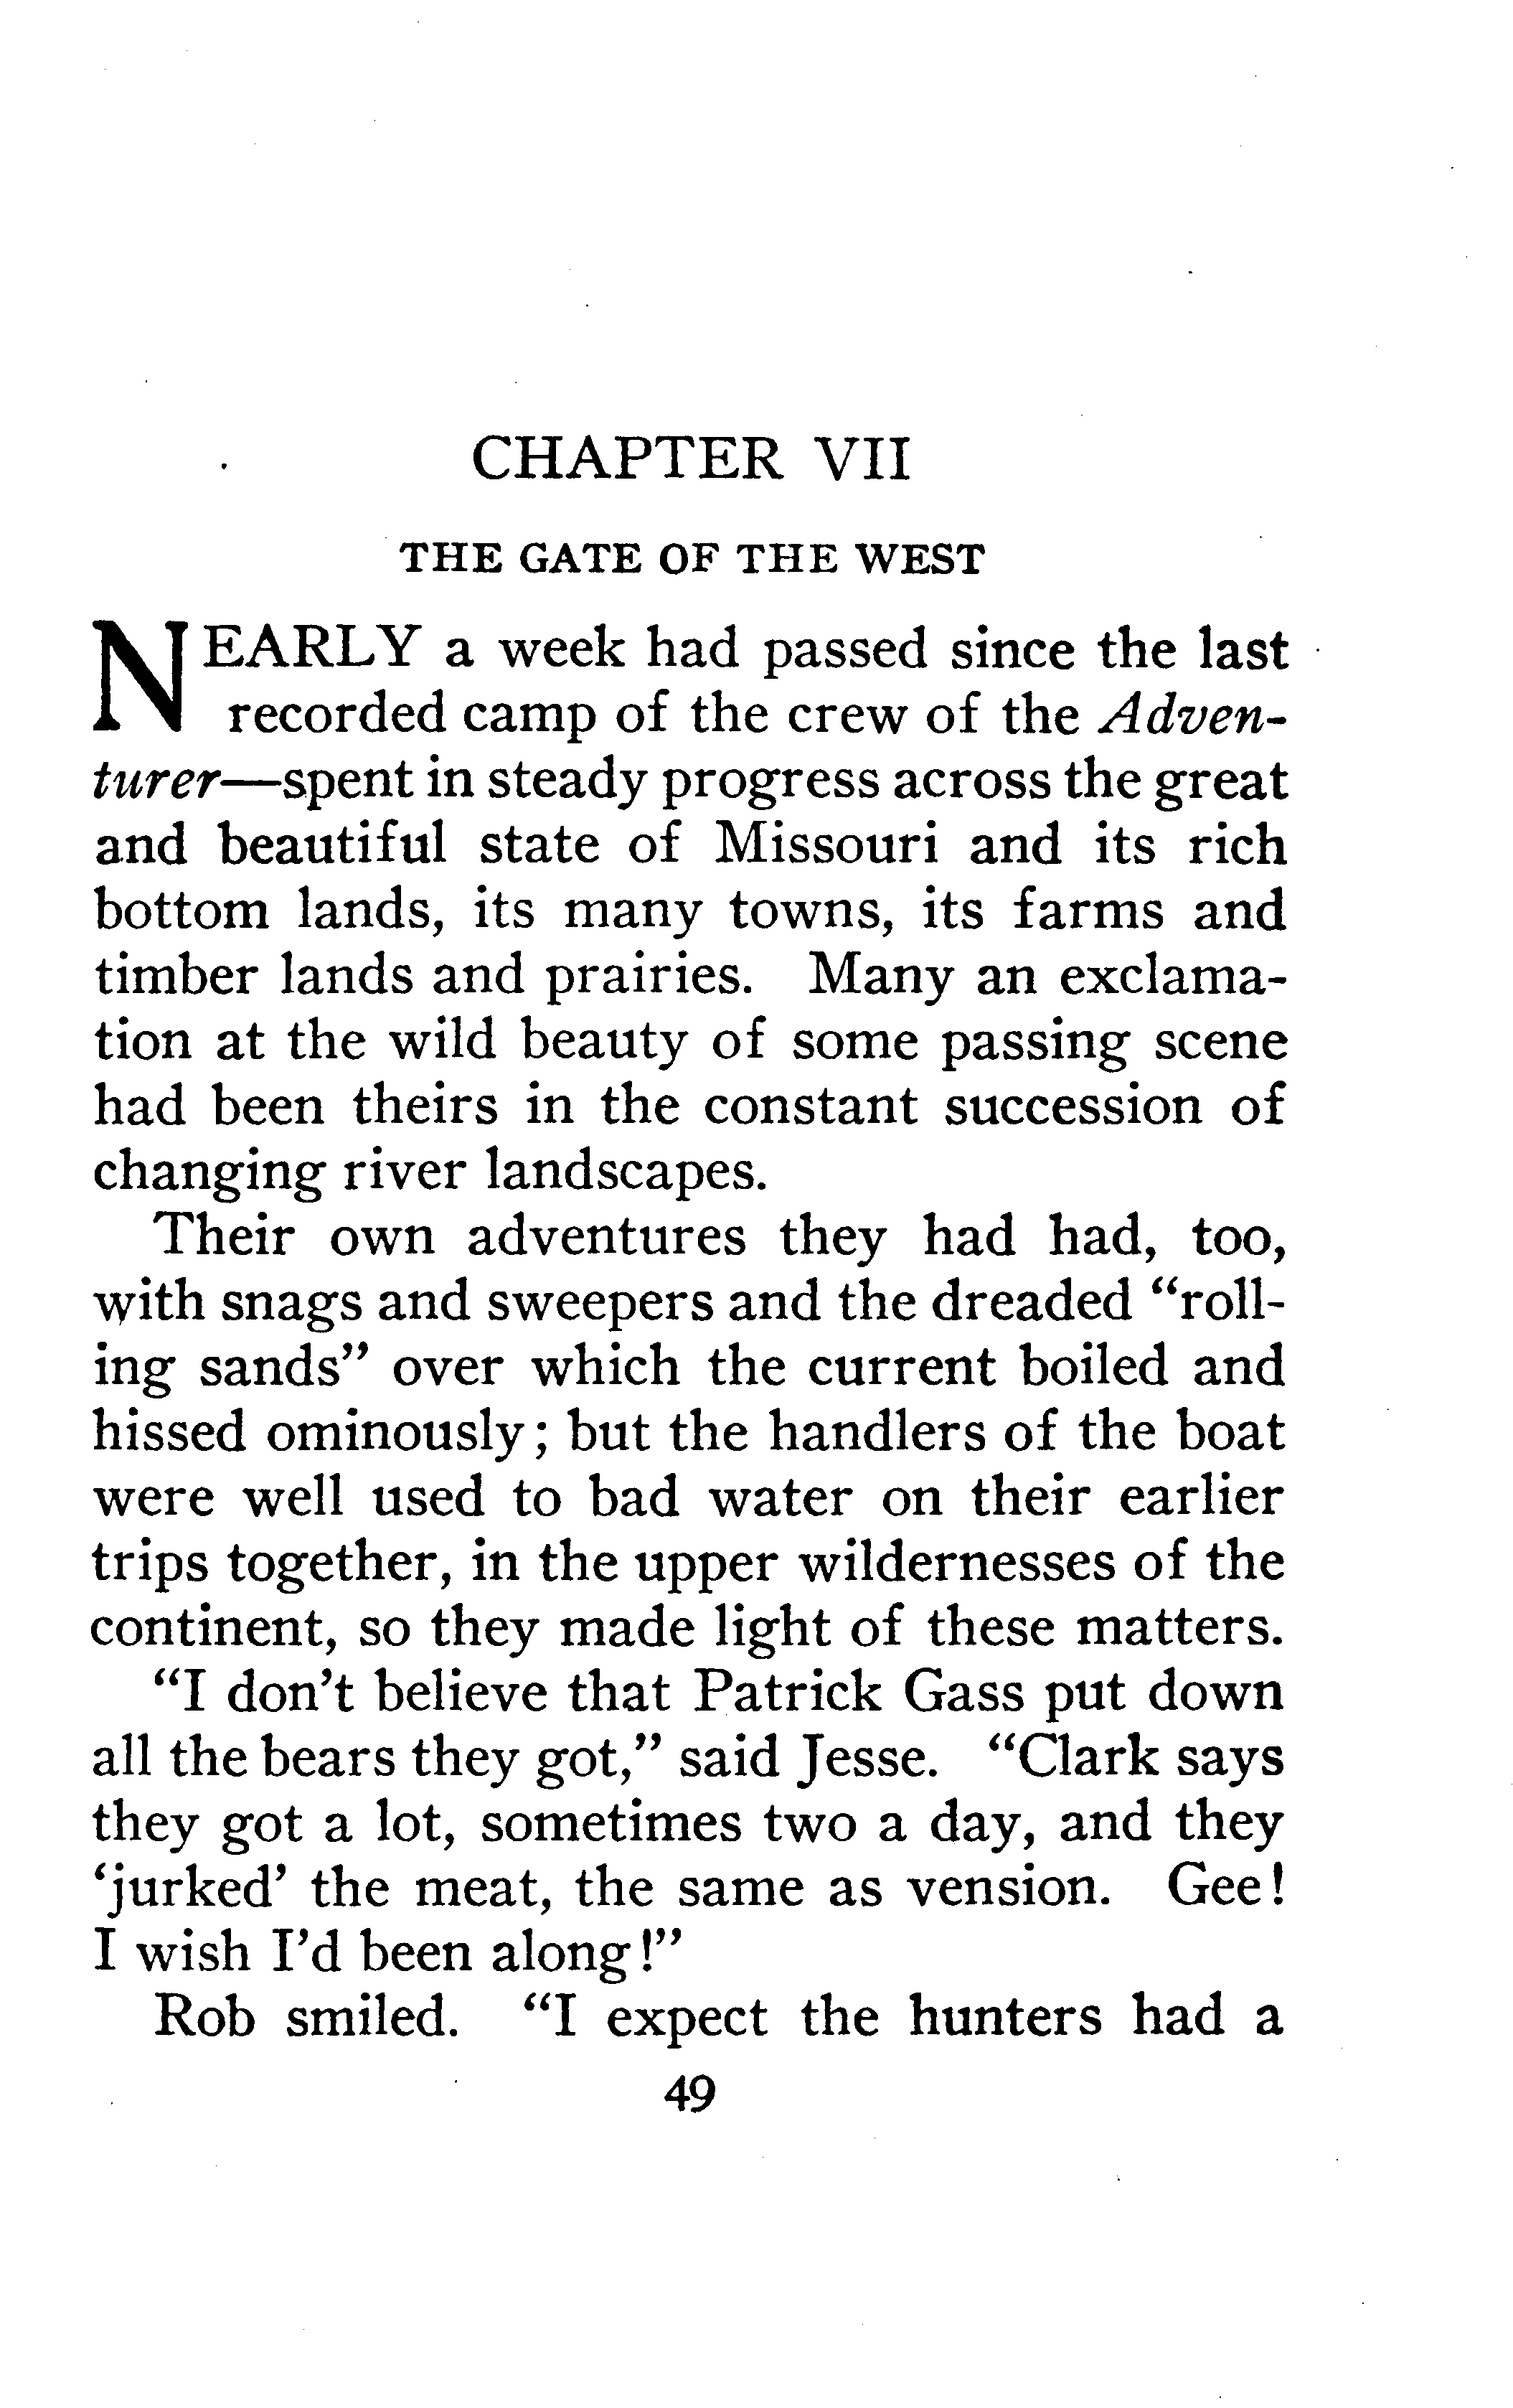 CHAPTER VII
THE GATE OF THE WEST
NEARLY a week had passed since the last
recorded camp of the crew of the Adven-
turer—spent in steady progress across the great
and beautiful state of Missouri and its rich
bottom lands, its many towns, its farms and
timber lands and prairies. Many an exclama-
tion at the wild beauty of some passing scene
had been theirs in the constant succession of
changing river landscapes.
Their own adventures they had had, too,
with snags and sweepers and the dreaded “roll-
ing sands” over which the current boiled and
hissed ominously; but the handlers of the boat
were well used to bad water on their earlier
trips together, in the upper wildernesses of the
continent, so they made light of these matters.
“I don’t believe that Patrick Gass put down
all the bears they got,” said Jesse. “Clark says
they got a lot, sometimes two a day, and they
‘jurked’ the meat, the same as vension. Gee!
I wish I’d been along!”
Rob smiled. “I expect the hunters had a
49